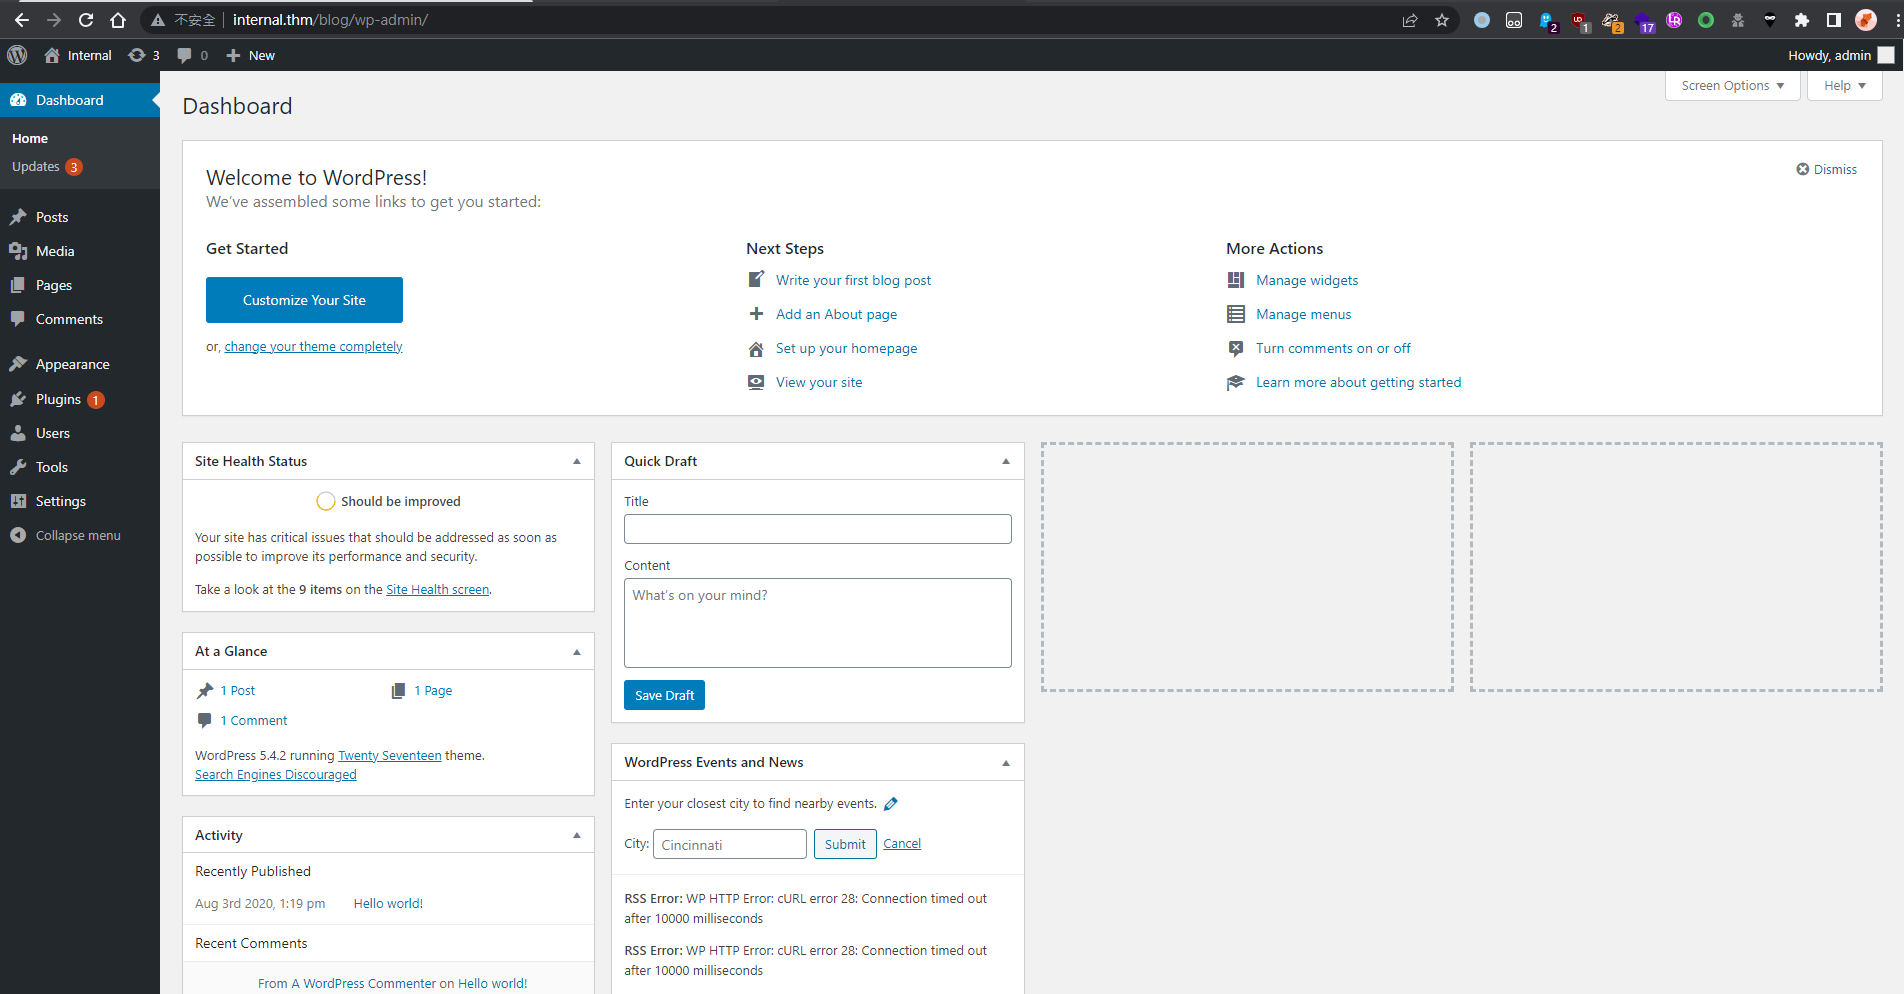 不安全
internal.thm/blog/wp-admin/
2
1
2
17
Internal
3
0
New
Howdy, admin
Dashboard
Home
Updates 3
Posts
Media
Pages
Comments
Appearance
Plugins 1
Users
Tools
Settings
Collapse menu
Dashboard
Screen Options
Help
Welcome to WordPress!
We've assembled some links to get you started:
Dismiss
Get Started
Customize Your Site
or, change your theme completely
Next Steps
Write your first blog post
Add an About page
Set up your homepage
View your site
More Actions
Manage widgets
Manage menus
Turn comments on or off
Learn more about getting started
Site Health Status
Should be improved
Your site has critical issues that should be addressed as soon as
possible to improve its performance and security.
Take a look at the 9 items on the Site Health screen.
At a Glance
1 Post
1 Page
1 Comment
WordPress 5.4.2 running Twenty Seventeen theme.
Search Engines Discouraged
Activity
Recently Published
Aug 3rd 2020, 1:19 pm Hello world!
Recent Comments
From A WordPress Commenter on Hello world!
Quick Draft
Title
Content
What's on your mind?
Save Draft
WordPress Events and News
Enter your closest city to find nearby events.
City: Cincinnati Submit Cancel
RSS Error: WP HTTP Error: cURL error 28: Connection timed out
after 10000 milliseconds
RSS Error: WP HTTP Error: cURL error 28: Connection timed out
after 10000 milliseconds